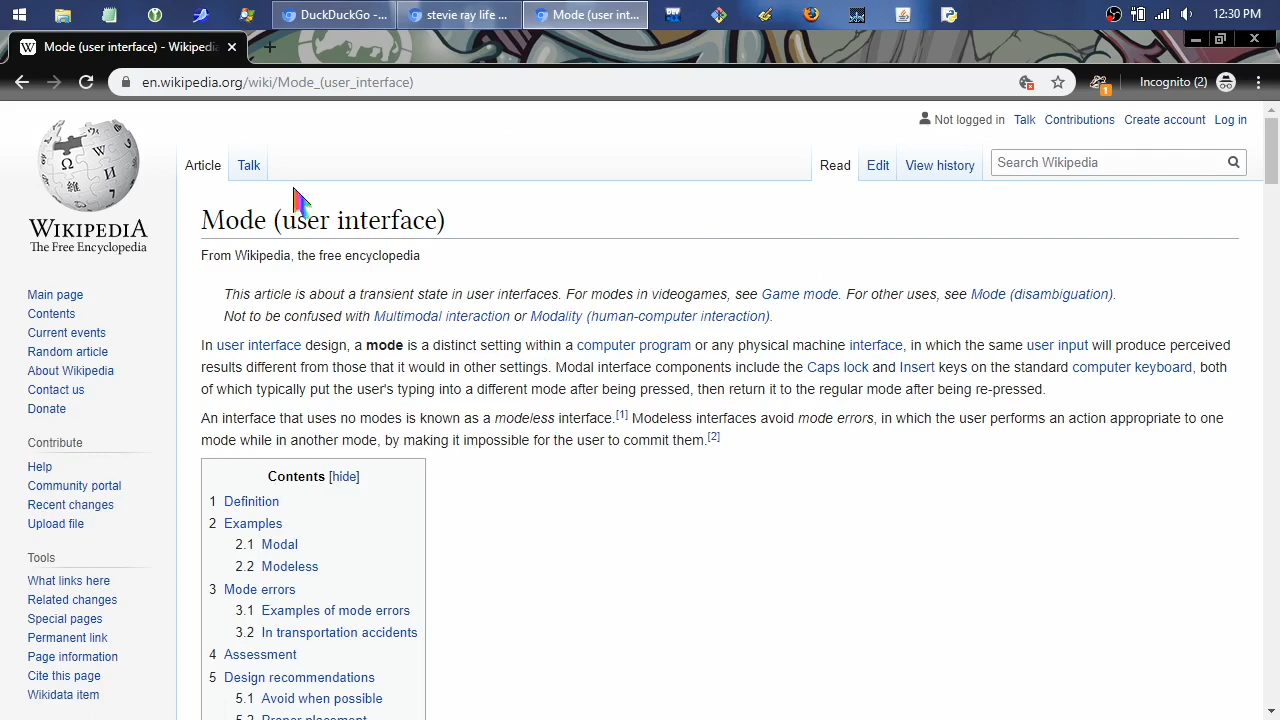 DuckDuckGo -...
stevie ray life ...
Mode (user int...
12:30 PM
Mode (user interface) - Wikipedia
en.wikipedia.org/wiki/Mode_(user_interface)
1
Incognito (2)
Not logged in Talk Contributions Create account Log in
Article Talk Read Edit View history Search Wikipedia
WIKIPEDIA
The Free Encyclopedia
Main page
Contents
Current events
Random article
About Wikipedia
Contact us
Donate
Contribute
Help
Community portal
Recent changes
Upload file
Tools
What links here
Related changes
Special pages
Permanent link
Page information
Cite this page
Wikidata item
Mode (user interface)
From Wikipedia, the free encyclopedia
This article is about a transient state in user interfaces. For modes in videogames, see Game mode. For other uses, see Mode (disambiguation).
Not to be confused with Multimodal interaction or Modality (human-computer interaction).
In user interface design, a mode is a distinct setting within a computer program or any physical machine interface, in which the same user input will produce perceived
results different from those that it would in other settings. Modal interface components include the Caps lock and Insert keys on the standard computer keyboard, both
of which typically put the user's typing into a different mode after being pressed, then return it to the regular mode after being re-pressed.
An interface that uses no modes is known as a modeless interface.[1] Modeless interfaces avoid mode errors, in which the user performs an action appropriate to one
mode while in another mode, by making it impossible for the user to commit them.[2]
Contents [hide]
1 Definition
2 Examples
2.1 Modal
2.2 Modeless
3 Mode errors
3.1 Examples of mode errors
3.2 In transportation accidents
4 Assessment
5 Design recommendations
5.1 Avoid when possible
5.2 Proper placement